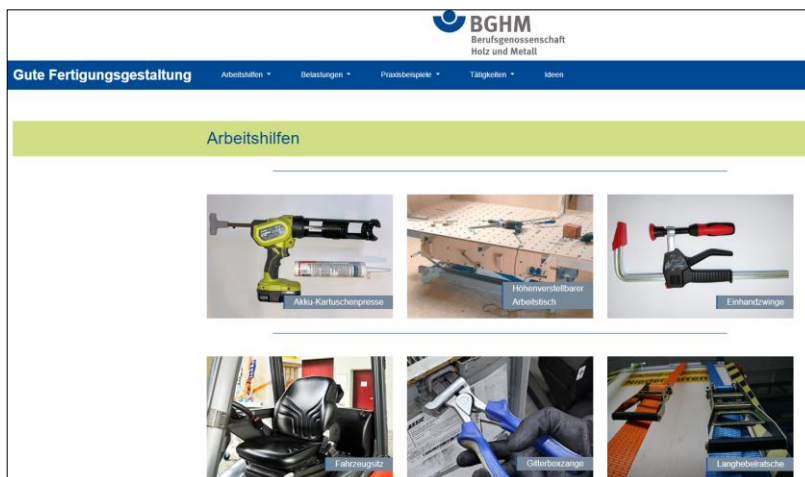 BGHM
Berufsgenossenschaft
Holz und Metall
Gute Fertigungsgestaltung Arbeitshilfen Belastungen Praxisbeispiele Tätigkeiten Ideen
Arbeitshilfen
Akku-Kartuschenpresse
Höhenverstellbarer
Arbeitstisch
Einhandzwinge
Fahrzeugsitz
Gitterboxzange
Langhebelratsche